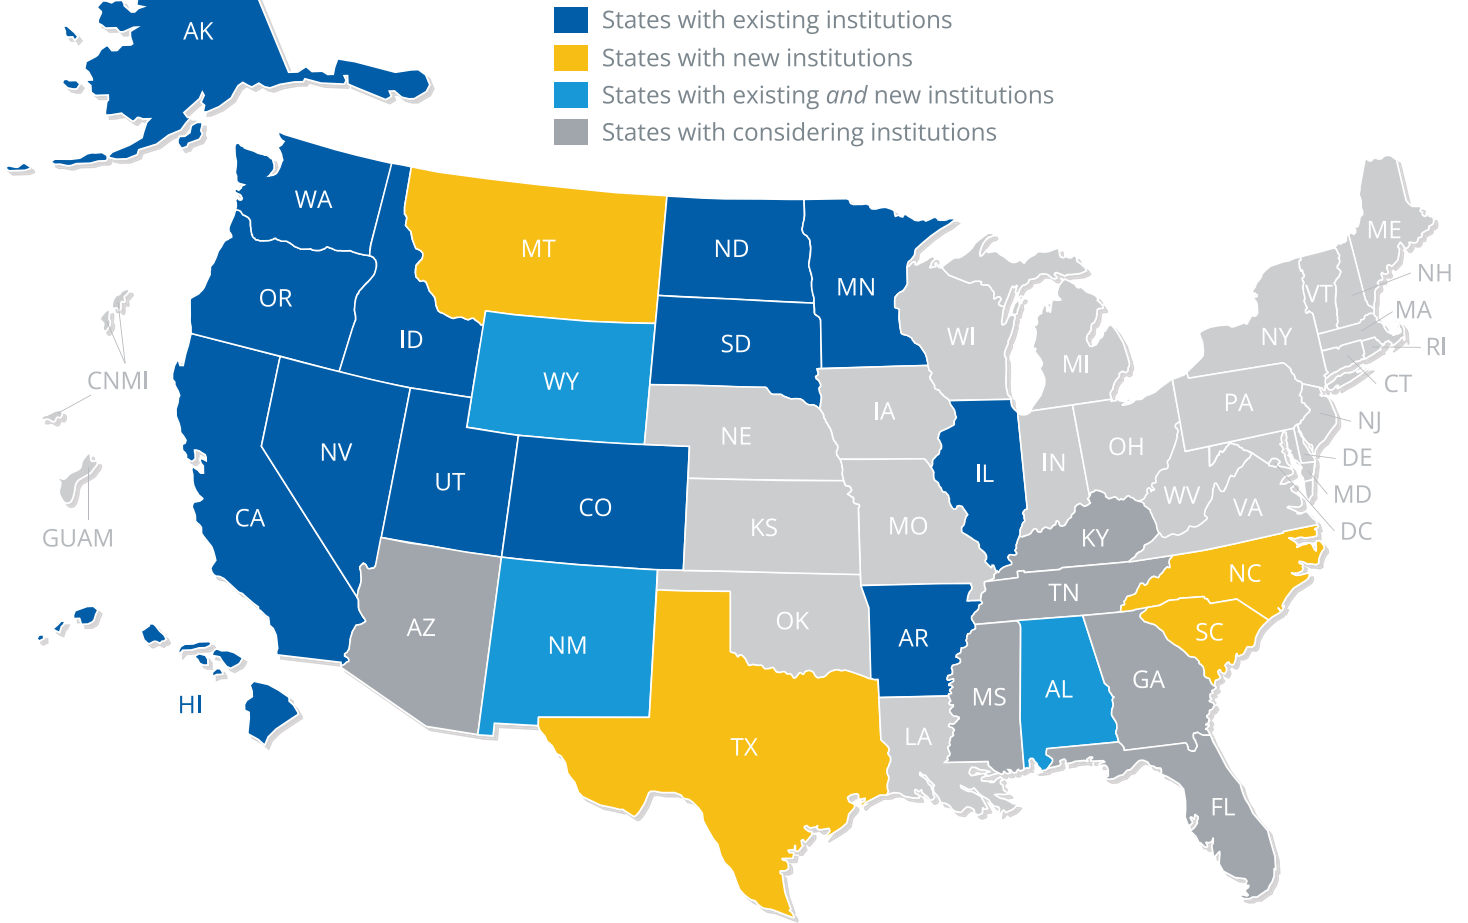 AK
States with existing institutions
States with new institutions
States with existing and new institutions
States with considering institutions
WA
MT
ND
MN
OR
ID
SD
WY
WI
MI
ME
NH
VT
MA
NY
RI
CT
CNMI
PA
NJ
IA
NE
OH
DE
IN
NV
UT
IL
WV
MD
CO
VA
CA
KS
MO
DC
GUAM
KY
NC
TN
AZ
NM
OK
AR
SC
HI
MS
AL
GA
LA
TX
FL